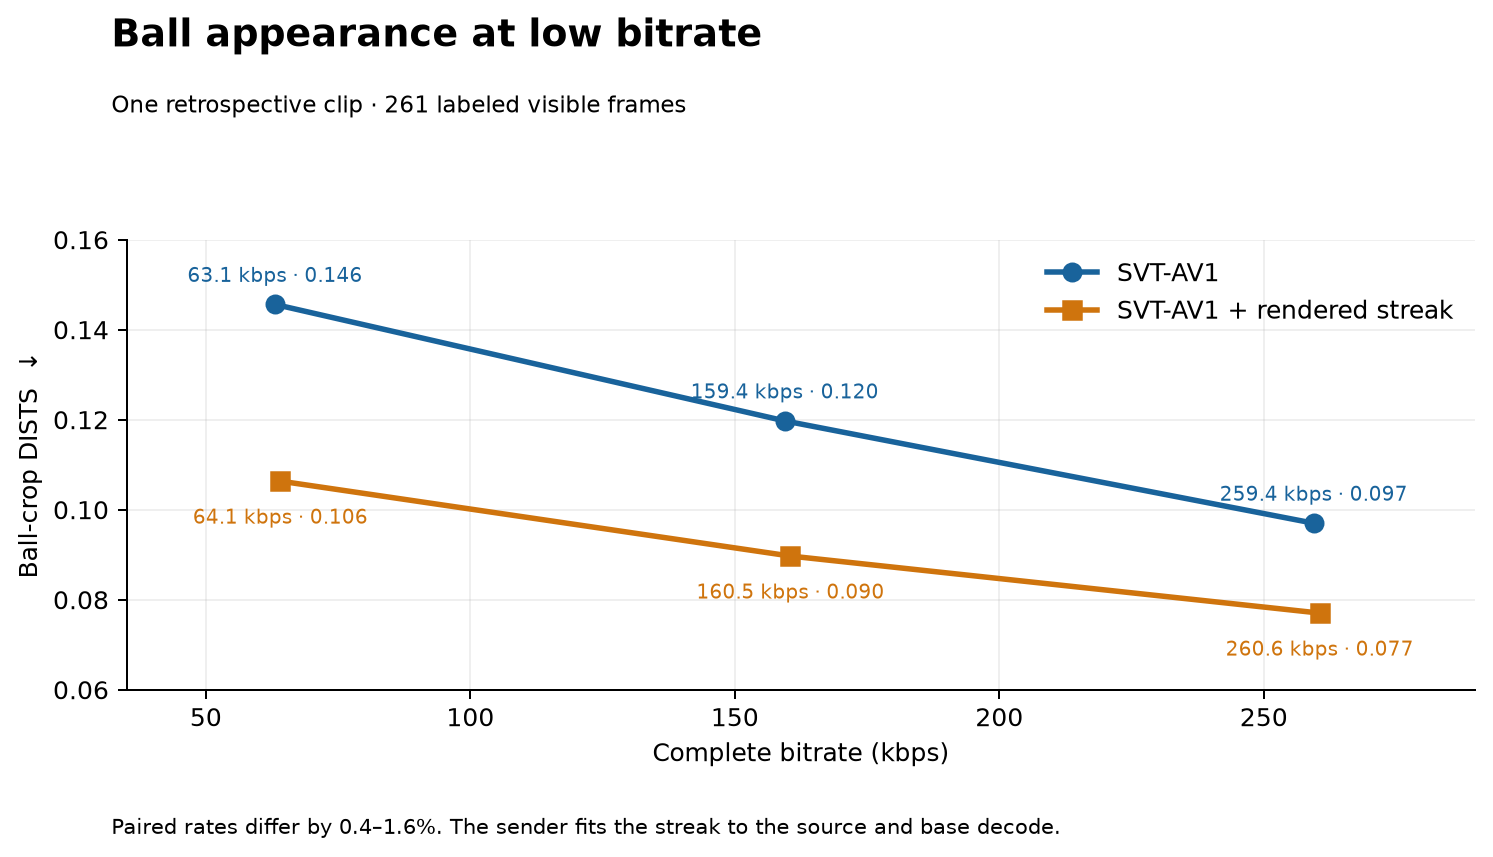 Ball appearance at low bitrate
One retrospective clip · 261 labeled visible frames
SVT-AV1
SVT-AV1 + rendered streak
Ball-crop DISTS ↓
0.16
0.14
0.12
0.10
0.08
0.06
63.1 kbps · 0.146
159.4 kbps · 0.120
259.4 kbps · 0.097
64.1 kbps · 0.106
160.5 kbps · 0.090
260.6 kbps · 0.077
50
100
150
200
250
Complete bitrate (kbps)
Paired rates differ by 0.4–1.6%. The sender fits the streak to the source and base decode.